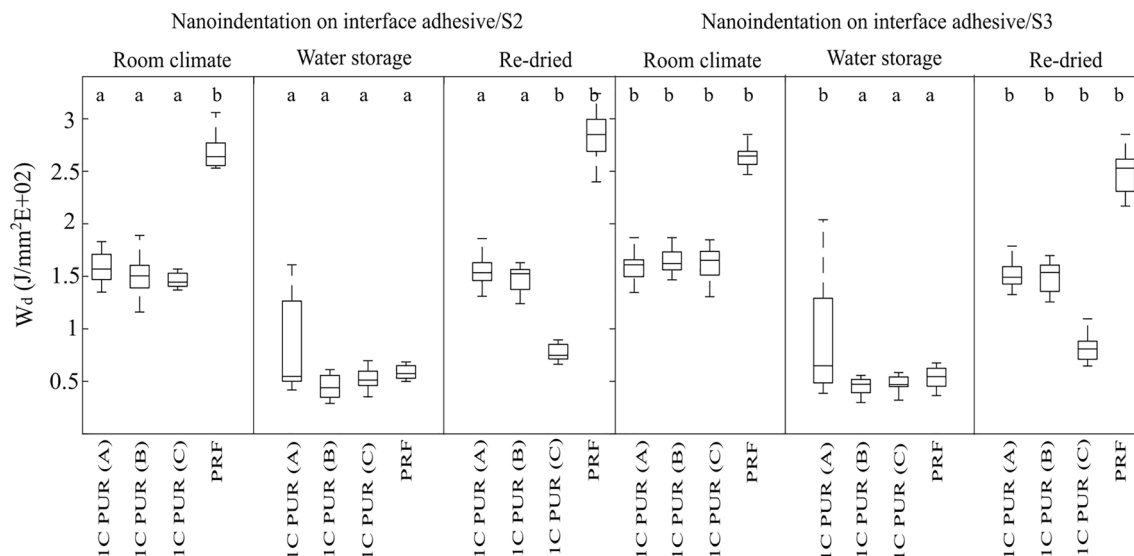 Nanoindentation on interface adhesive/S2 Nanoindentation on interface adhesive/S3
Room climate Water storage Re-dried Room climate Water storage Re-dried
a a a b a a a a a a b b b b b b b a a a b b b b
3
2.5
2
1.5
1
0.5
Wd (J/mm²E+02)
1C PUR (A)
1C PUR (B)
1C PUR (C)
PRF
1C PUR (A)
1C PUR (B)
1C PUR (C)
PRF
1C PUR (A)
1C PUR (B)
1C PUR (C)
PRF
1C PUR (A)
1C PUR (B)
1C PUR (C)
PRF
1C PUR (A)
1C PUR (B)
1C PUR (C)
PRF
1C PUR (A)
1C PUR (B)
1C PUR (C)
PRF